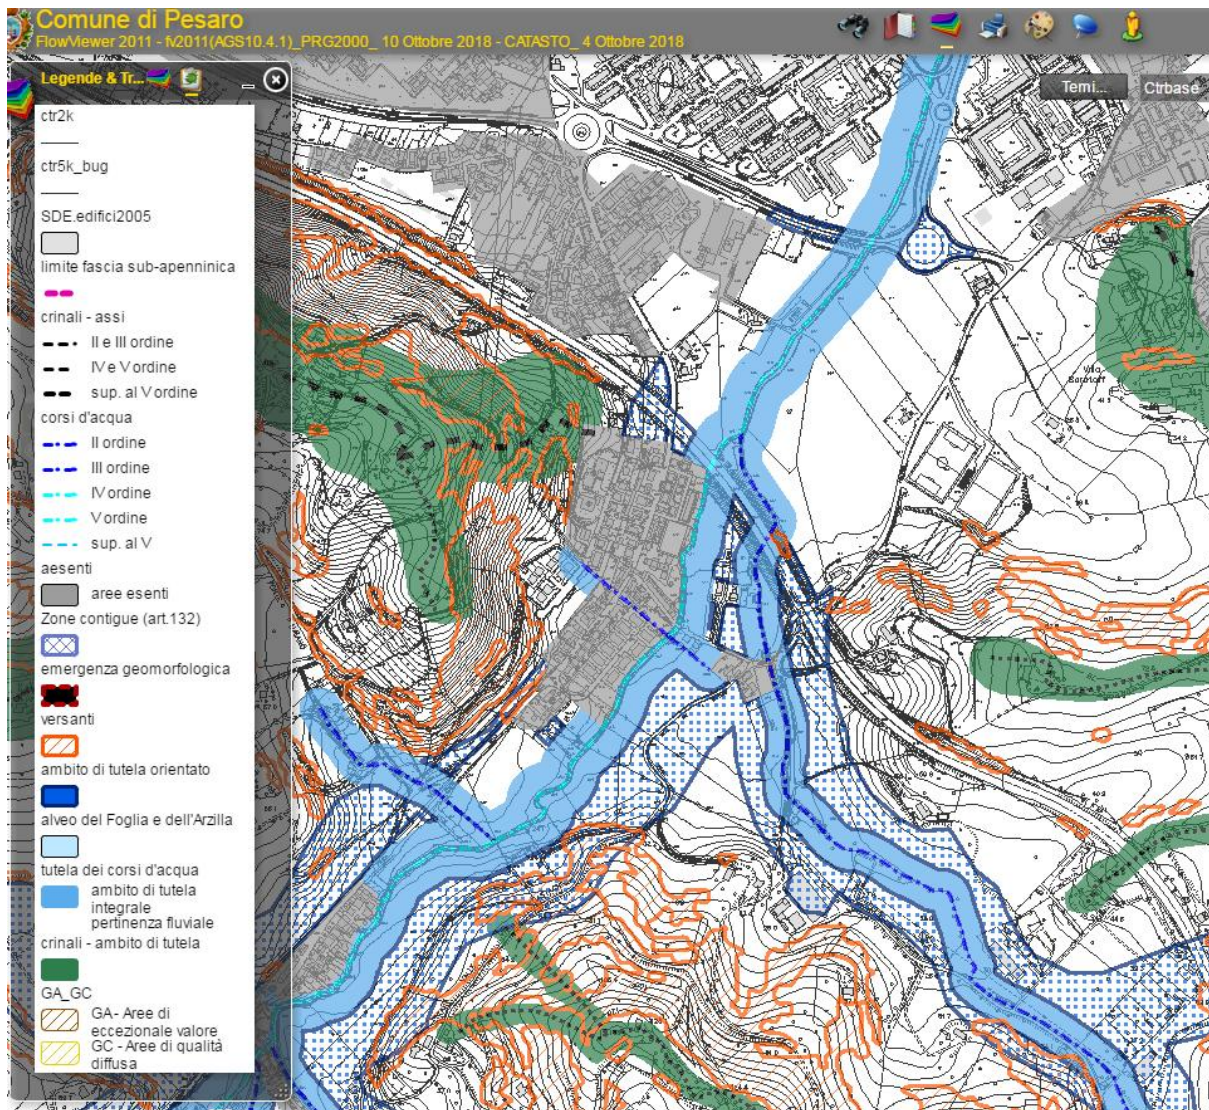 Comune di Pesaro
FlowViewer 2011 - fv2011(AGS10.4.1)_PRG2000_ 10 Ottobre 2018 - CATASTO_ 4 Ottobre 2018
Legende & Tr...
Temi...
Ctrbase
ctr2k
ctr5k_bug
SDE.edifici2005
limite fascia sub-apenninica
crinali - assi
II e III ordine
IV e V ordine
sup. al V ordine
corsi d'acqua
II ordine
III ordine
IV ordine
V ordine
sup. al V
aesenti
aree esenti
Zone contigue (art.132)
emergenza geomorfologica
versanti
ambito di tutela orientato
alveo del Foglia e dell'Arzilla
tutela dei corsi d'acqua
ambito di tutela
integrale
pertinenza fluviale
crinali - ambito di tutela
GA_GC
GA- Aree di
eccezionale valore
GC - Aree di qualità
diffusa
Villa